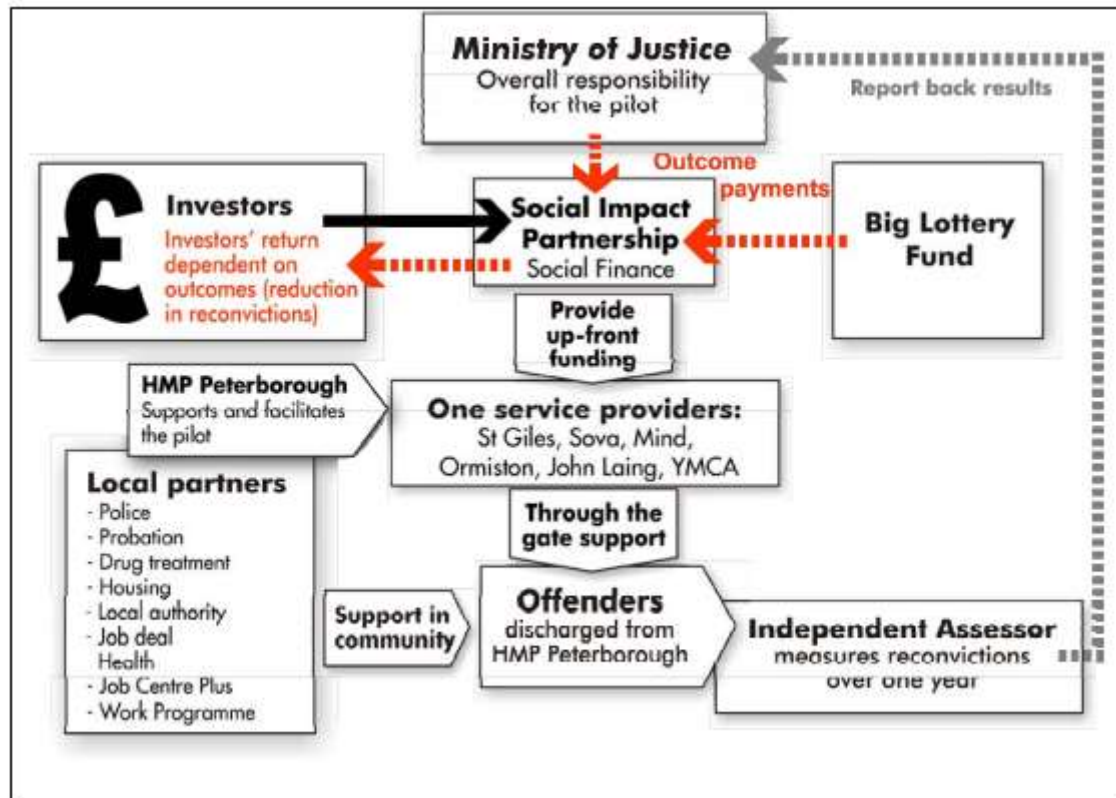 Ministry of Justice
Overall responsibility
for the pilot
Report back results
Outcome
payments
£
Investors
Investors' return
dependent on
outcomes (reduction
in reconvictions)
Social Impact
Partnership
Social Finance
Big Lottery
Fund
Provide
up-front
funding
HMP Peterborough
Supports and facilitates
the pilot
One service providers:
St Giles, Sova, Mind,
Ormiston, John Laing, YMCA
Local partners
- Police
- Probation
- Drug treatment
- Housing
- Local authority
- Job deal
Health
- Job Centre Plus
- Work Programme
Through the
gate support
Support in
community
Offenders
discharged from
HMP Peterborough
Independent Assessor
measures reconvictions
over one year